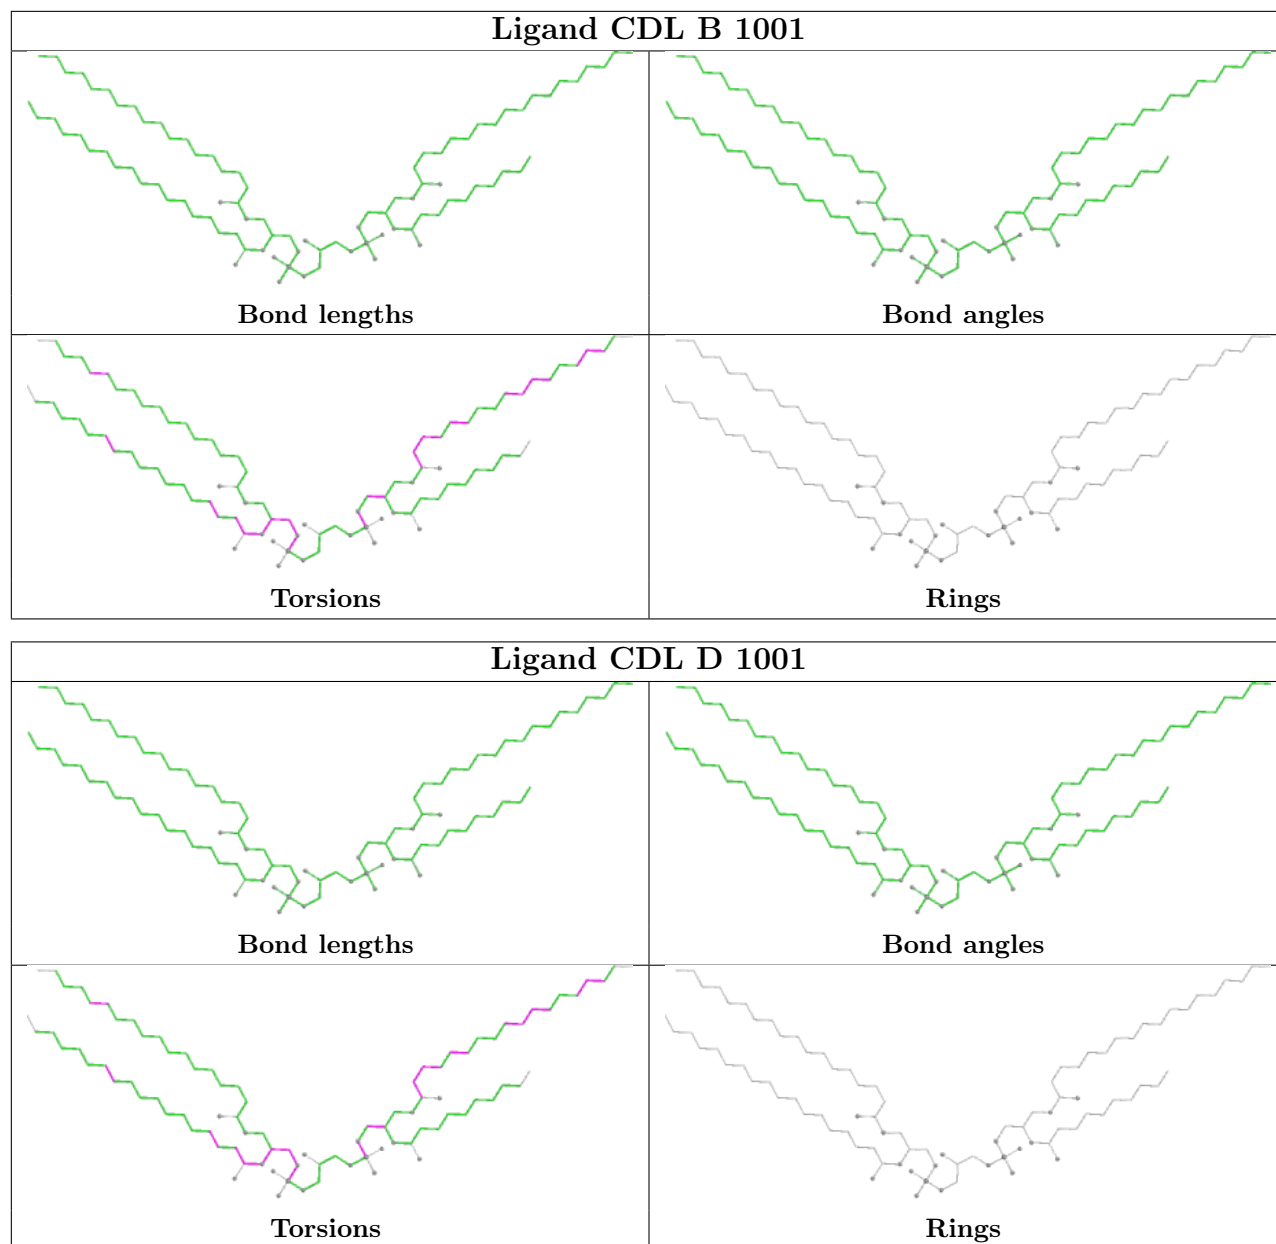 Ligand CDL B 1001
Bond lengths
Bond angles
Torsions
Rings
Ligand CDL D 1001
Bond lengths
Bond angles
Torsions
Rings